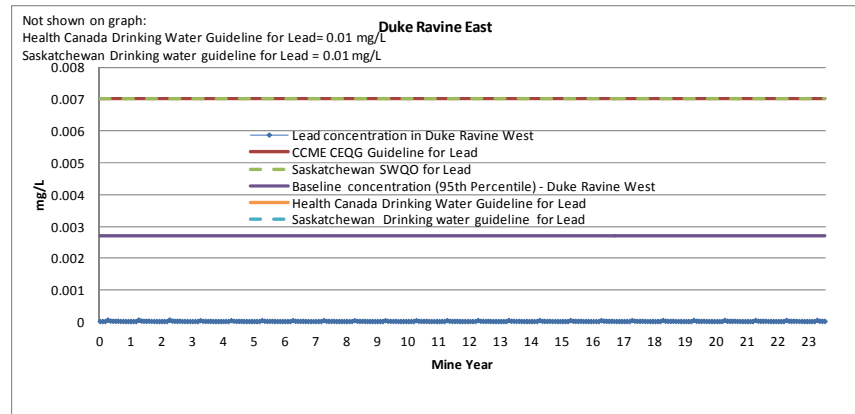 Not shown on graph:
Duke Ravine East
Health Canada Drinking Water Guideline for Lead= 0.01 mg/L
Saskatchewan Drinking water guideline for Lead = 0.01 mg/L
0.008
0.007
0.006
0.005
0.004
0.003
0.002
0.001
0
mg/L
Lead concentration in Duke Ravine West
CCME CEQG Guideline for Lead
Saskatchewan SWQO for Lead
Baseline concentration (95th Percentile) - Duke Ravine West
Health Canada Drinking Water Guideline for Lead
Saskatchewan Drinking water guideline for Lead
0 1 2 3 4 5 6 7 8 9 10 11 12 13 14 15 16 17 18 19 20 21 22 23
Mine Year